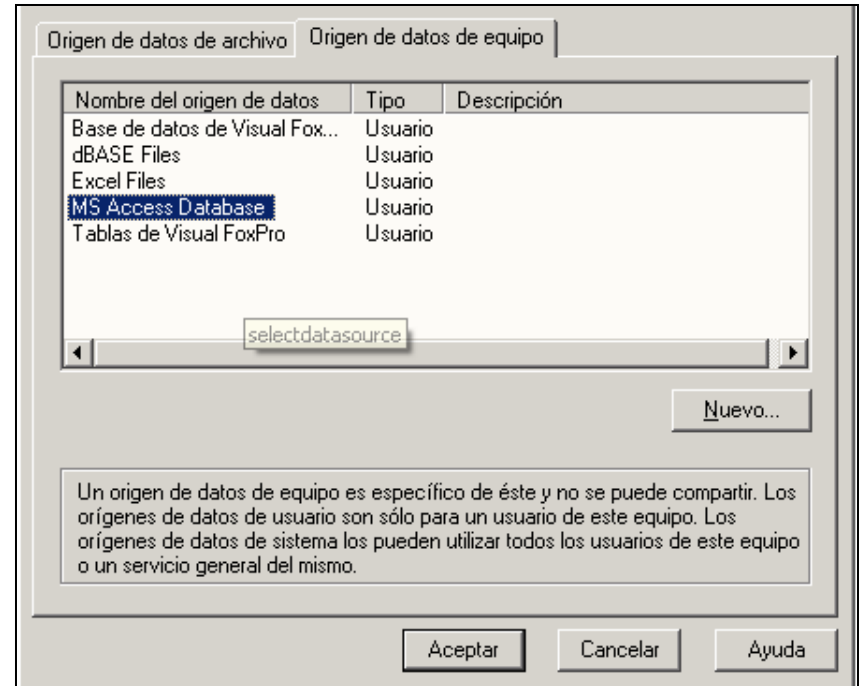 Origen de datos de archivo Origen de datos de equipo
Nombre del origen de datos Tipo Descripción
Base de datos de Visual Fox... Usuario
dBASE Files Usuario
Excel Files Usuario
MS Access Database Usuario
Tablas de Visual FoxPro Usuario
selectdatasource
Nuevo...
Un origen de datos de equipo es específico de éste y no se puede compartir. Los
orígenes de datos de usuario son sólo para un usuario de este equipo. Los
orígenes de datos de sistema los pueden utilizar todos los usuarios de este equipo
o un servicio general del mismo.
Aceptar Cancelar Ayuda